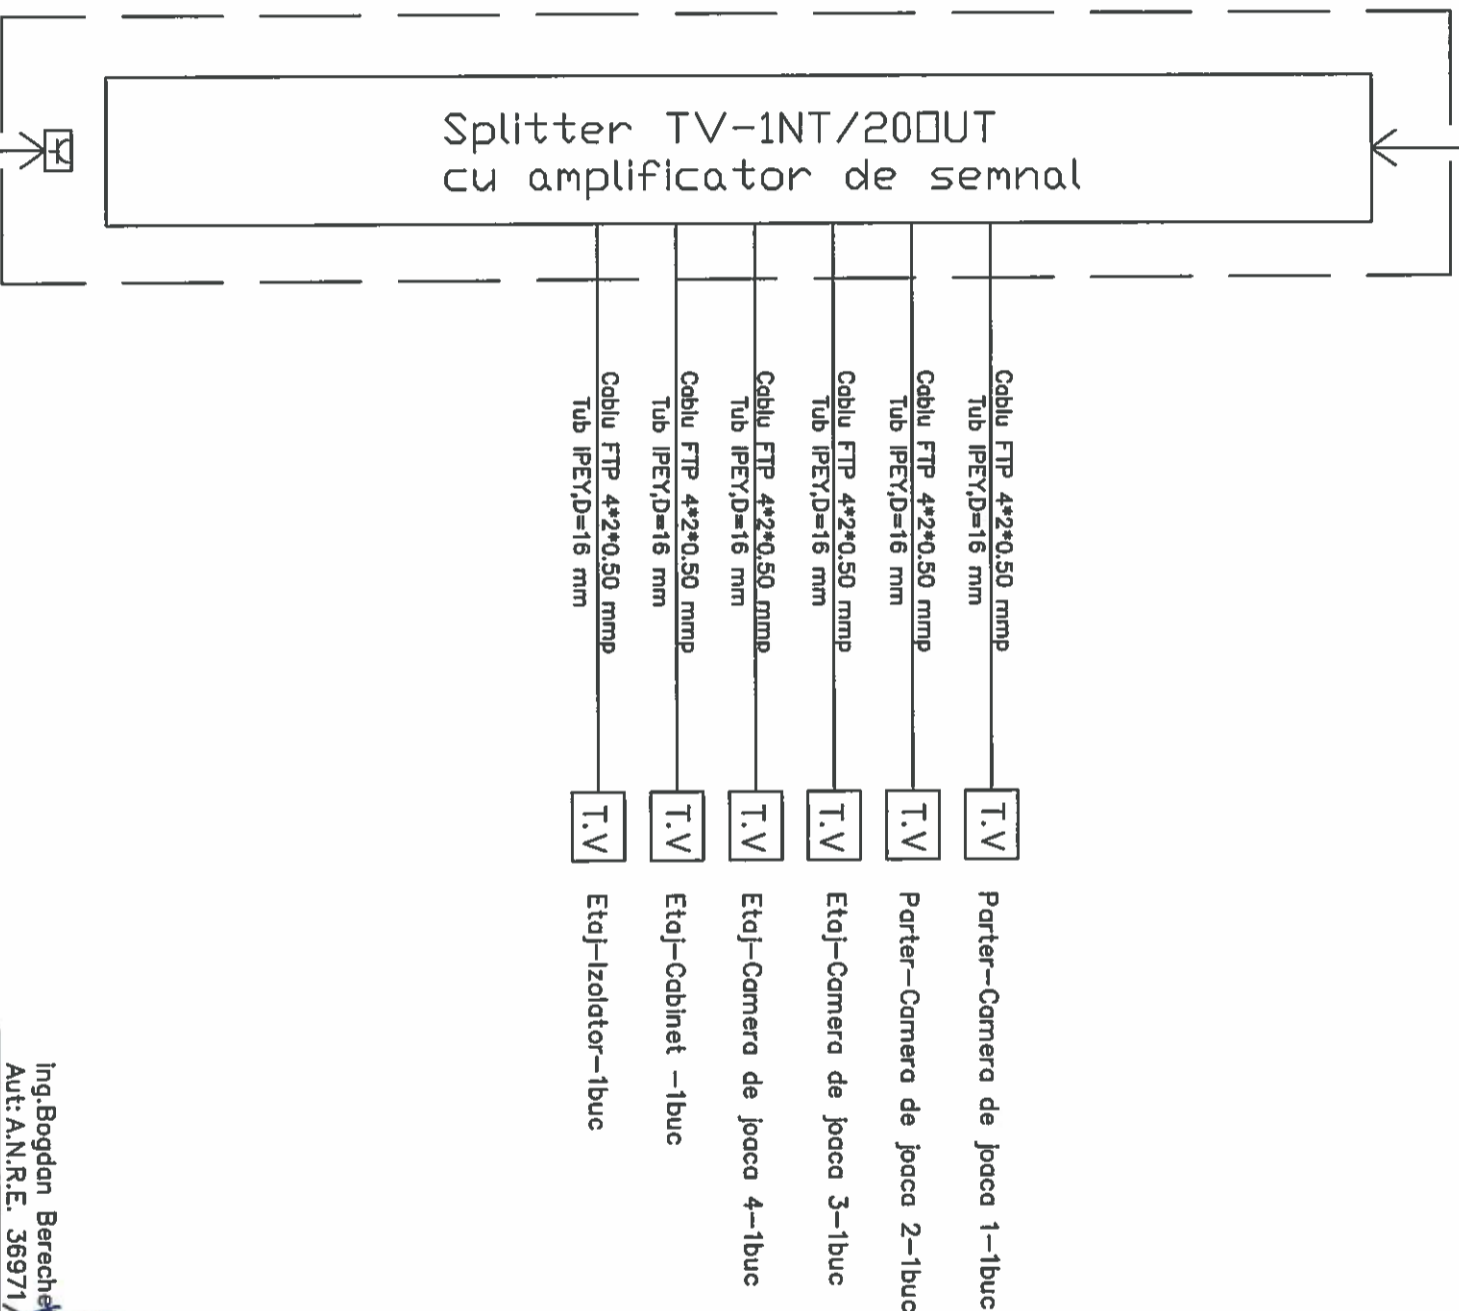 Splitter TV-1NT/20OUT
cu amplificator de semnal
Cablu FTP 4*2*0.50 mmp
Tub IPEY,D=16 mm
Cablu FTP 4*2*0.50 mmp
Tub IPEY,D=16 mm
Cablu FTP 4*2*0.50 mmp
Tub IPEY,D=16 mm
Cablu FTP 4*2*0.50 mmp
Tub IPEY,D=16 mm
Cablu FTP 4*2*0.50 mmp
Tub IPEY,D=16 mm
Cablu FTP 4*2*0.50 mmp
Tub IPEY,D=16 mm
T.V
T.V
T.V
T.V
T.V
T.V
Parter-Camera de joaca 1-1buc
Parter-Camera de joaca 2-1buc
Etaj-Camera de joaca 3-1buc
Etaj-Camera de joaca 4-1buc
Etaj-Cabinet -1buc
Etaj-Izolator-1buc
ing.Bogdan
Aut: A.N.R.E. 36971/